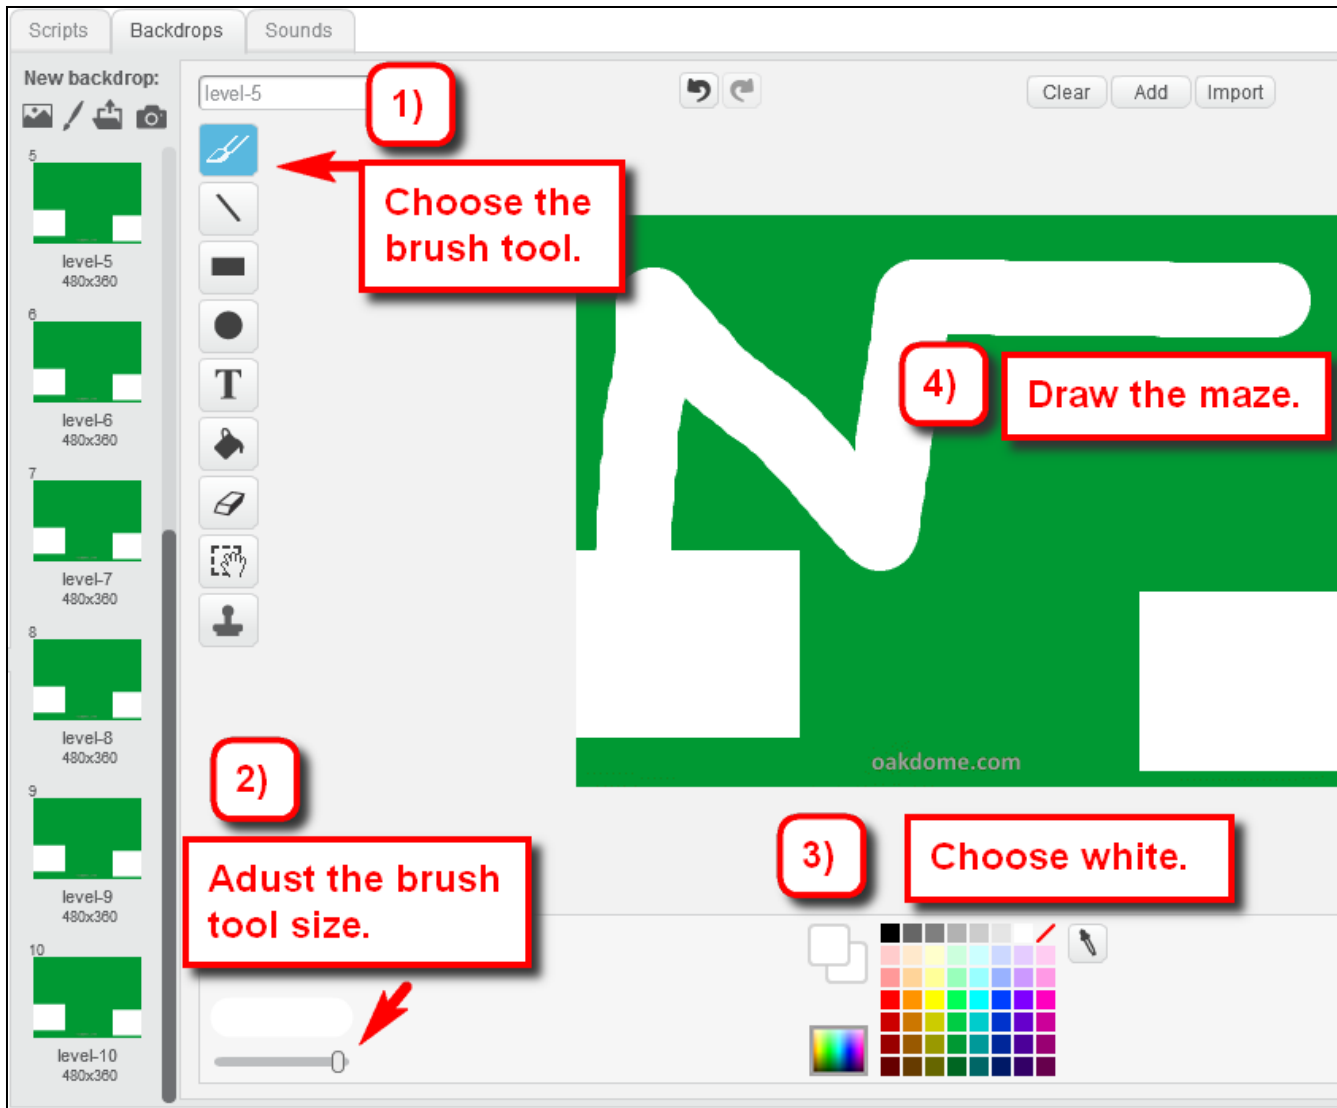 Scripts
Backdrops
Sounds
New backdrop:
level-5
Clear
Add
Import
1)
Choose the
brush tool.
T
5
level-5
480x360
6
level-6
480x360
7
level-7
480x360
8
level-8
480x360
9
level-9
480x360
10
level-10
480x360
4)
Draw the maze.
oakdome.com
2)
Adust the brush
tool size.
3)
Choose white.